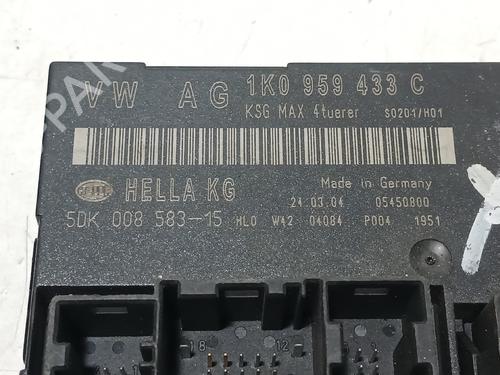 VW AG 1K0 959 433 C
KSG MAX 4tuerer S0201/H01
HELLA HELLA KG Made in Germany
24.03.04 05450800
5DK 008 583-15 HLO W42 04084 P004 1951
18 12